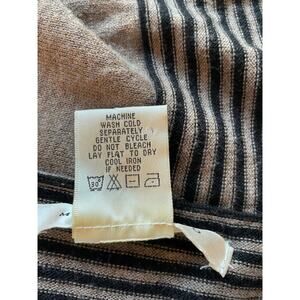 MACHINE
WASH COLD
SEPARATELY
GENTLE CYCLE
DO NOT BLEACH
LAY FLAT TO DRY
COOL IRON
IF NEEDED
30°